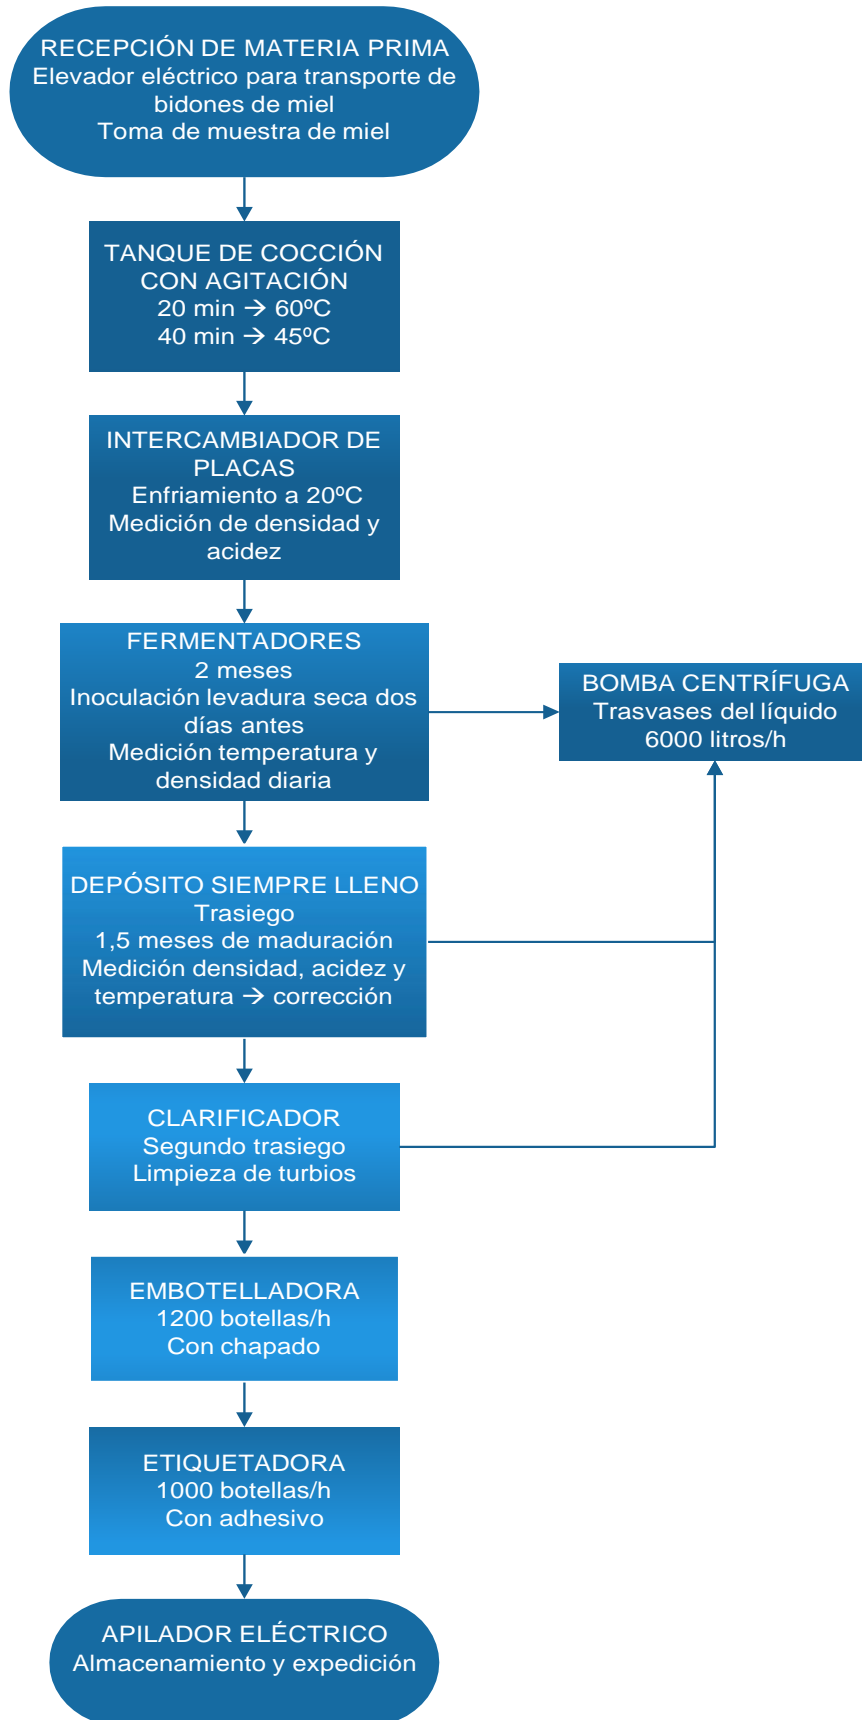 RECEPCIÓN DE MATERIA PRIMA
Elevador eléctrico para transporte de
bidones de miel
Toma de muestra de miel
TANQUE DE COCCIÓN
CON AGITACIÓN
20 min → 60ºC
40 min → 45ºC
INTERCAMBIADOR DE
PLACAS
Enfriamiento a 20ºC
Medición de densidad y
acidez
FERMENTADORES
2 meses
Inoculación levadura seca dos
días antes
Medición temperatura y
densidad diaria
BOMBA CENTRÍFUGA
Trasvases del líquido
6000 litros/h
DEPÓSITO SIEMPRE LLENO
Trasiego
1,5 meses de maduración
Medición densidad, acidez y
temperatura → corrección
CLARIFICADOR
Segundo trasiego
Limpieza de turbios
EMBOTELLADORA
1200 botellas/h
Con chapado
ETIQUETADORA
1000 botellas/h
Con adhesivo
APILADOR ELÉCTRICO
Almacenamiento y expedición